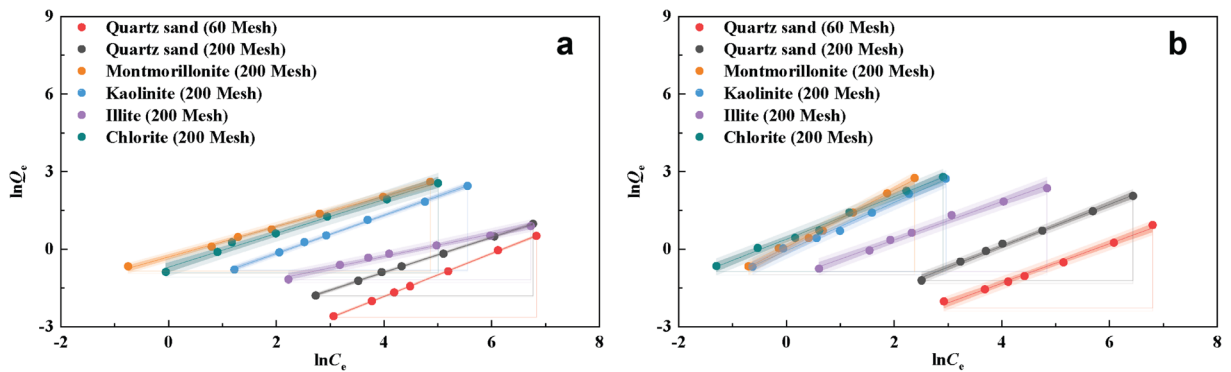 9
6
3
0
-3
lnQe
Quartz sand (60 Mesh)
Quartz sand (200 Mesh)
Montmorillonite (200 Mesh)
Kaolinite (200 Mesh)
Illite (200 Mesh)
Chlorite (200 Mesh)
a
-2 0 2 4 6 8
lnCe
9
6
3
0
-3
lnQe
Quartz sand (60 Mesh)
Quartz sand (200 Mesh)
Montmorillonite (200 Mesh)
Kaolinite (200 Mesh)
Illite (200 Mesh)
Chlorite (200 Mesh)
b
-2 0 2 4 6 8
lnCe